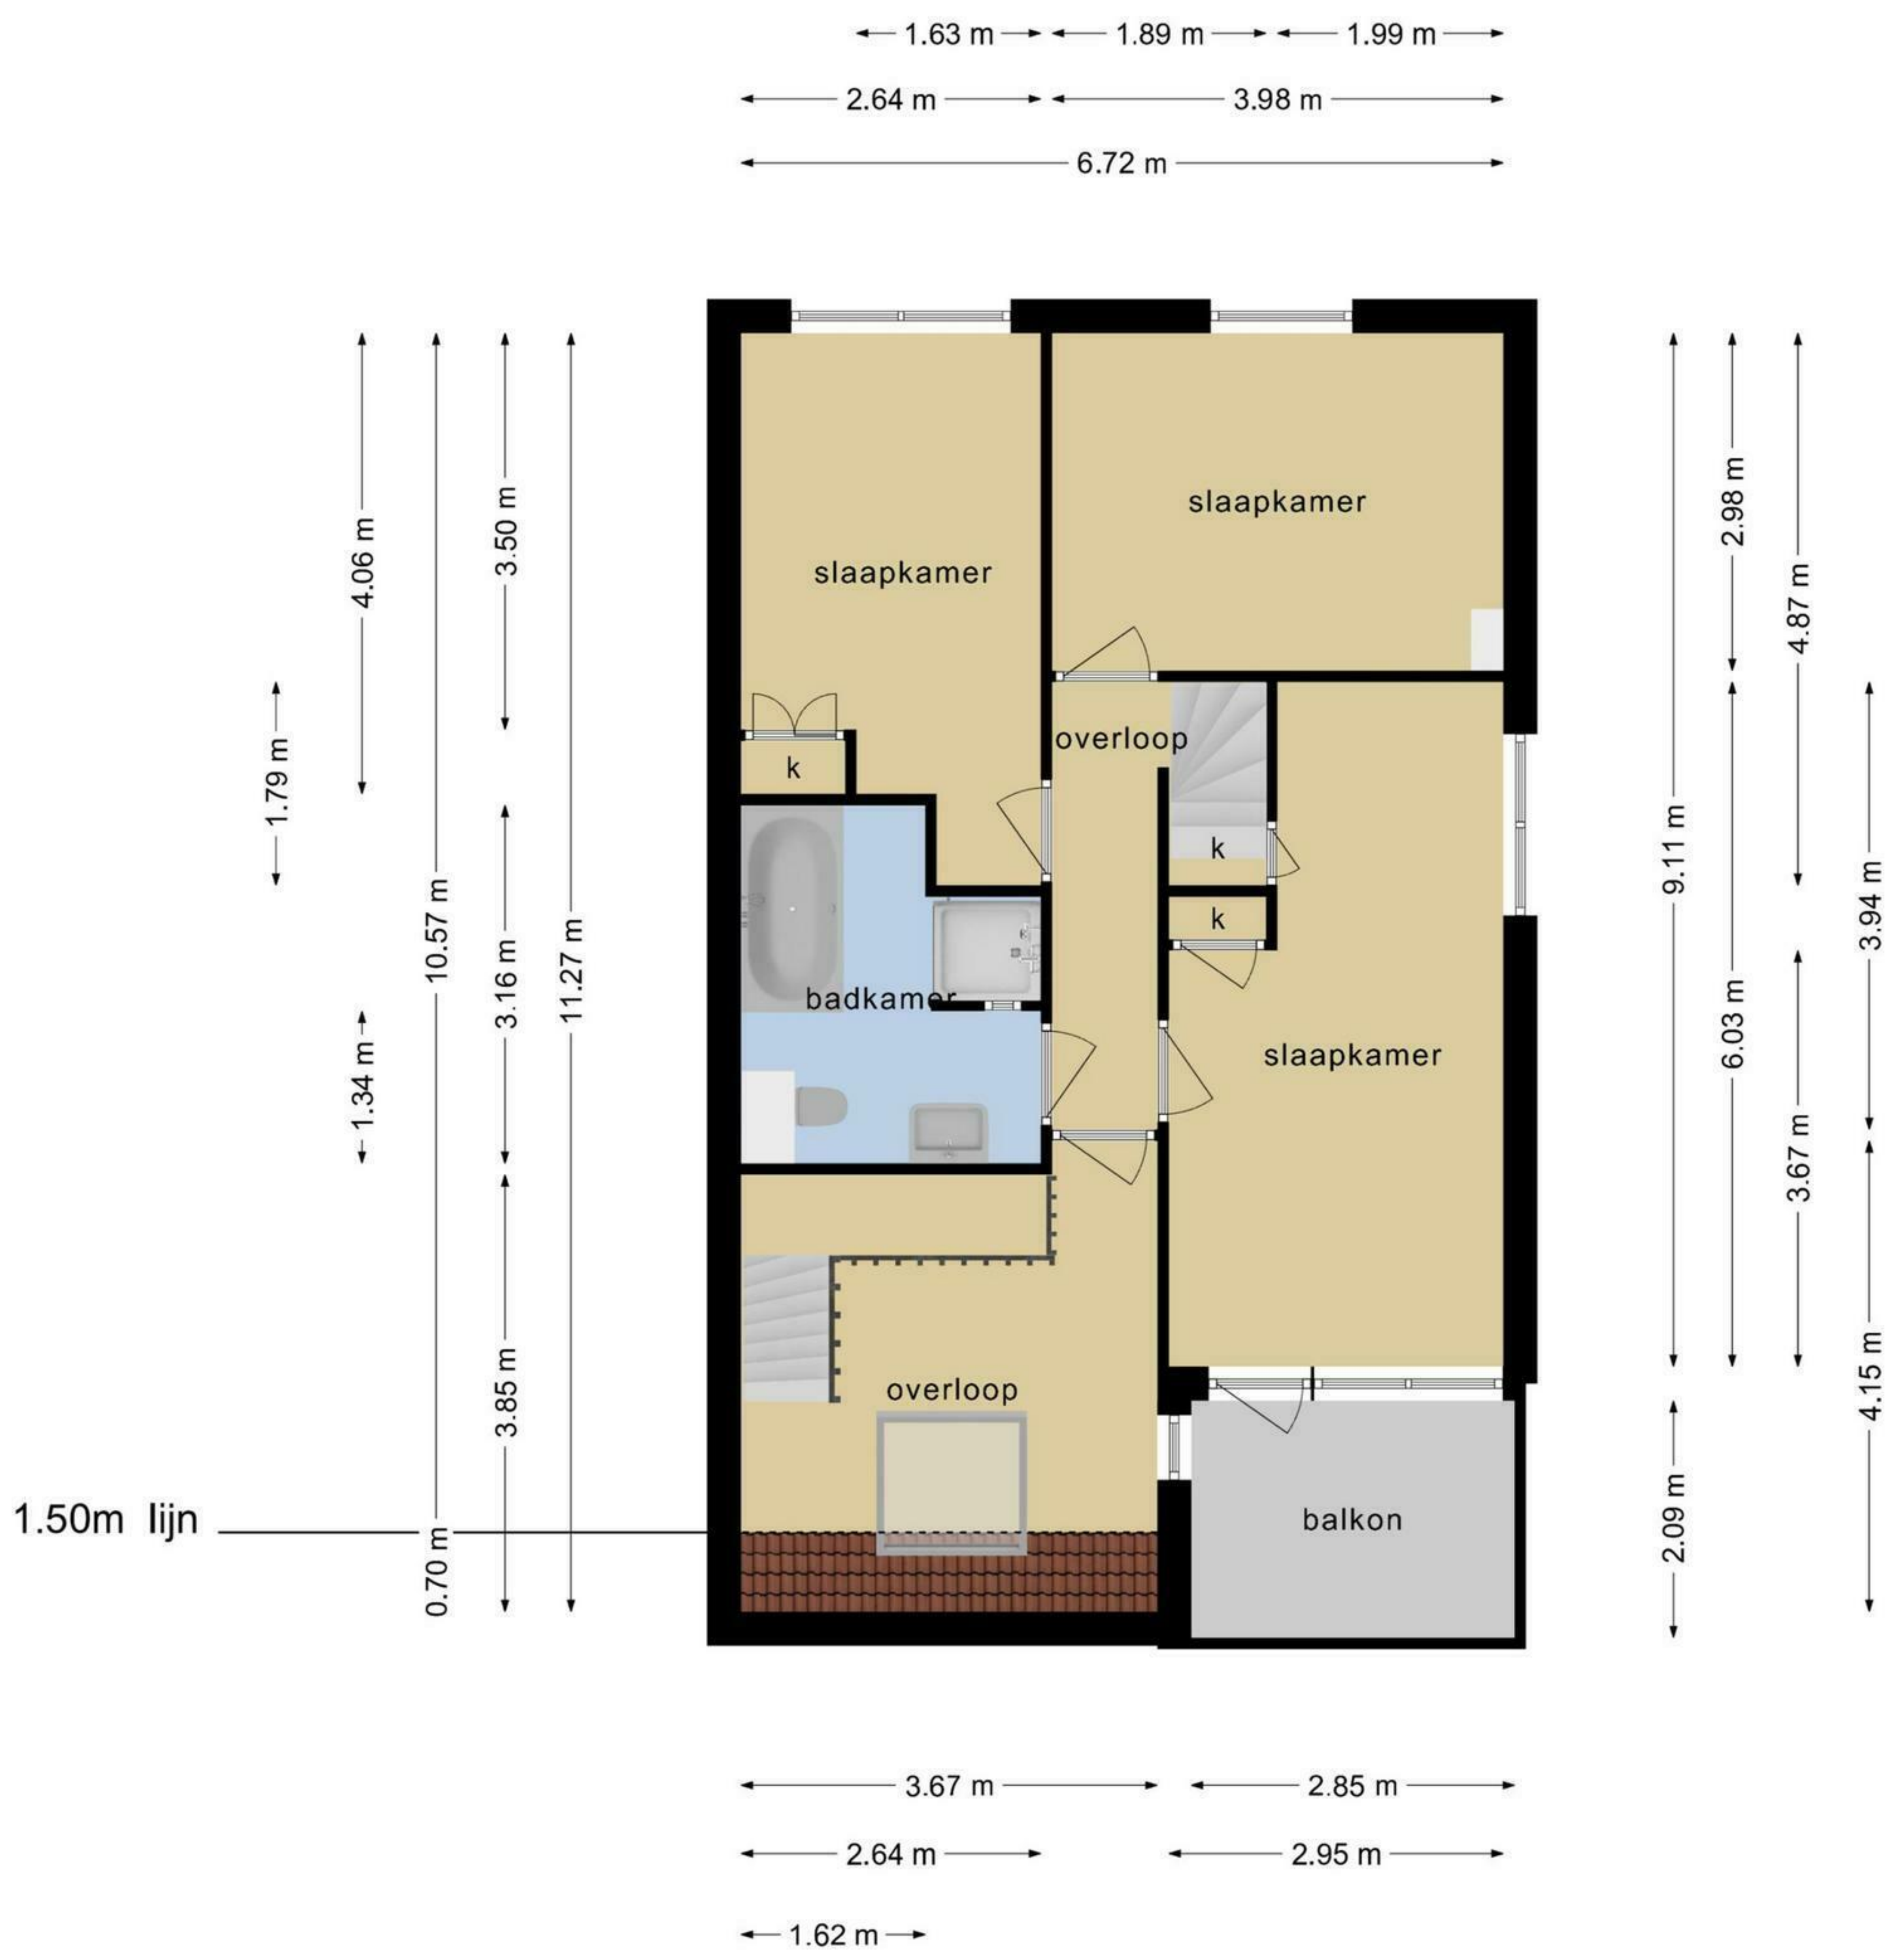 1.63 m 1.89 m 1.99 m
2.64 m 3.98 m
6.72 m
slaapkamer
slaapkamer
4.06 m
3.50 m
2.98 m
4.87 m
overloop
k
1.79 m
k
k
10.57 m
3.16 m
11.27 m
9.11 m
3.94 m
badkamer
6.03 m
slaapkamer
1.34 m
3.67 m
3.85 m
overloop
4.15 m
1.50m lijn
0.70 m
balkon
2.09 m
3.67 m 2.85 m
2.64 m 2.95 m
1.62 m